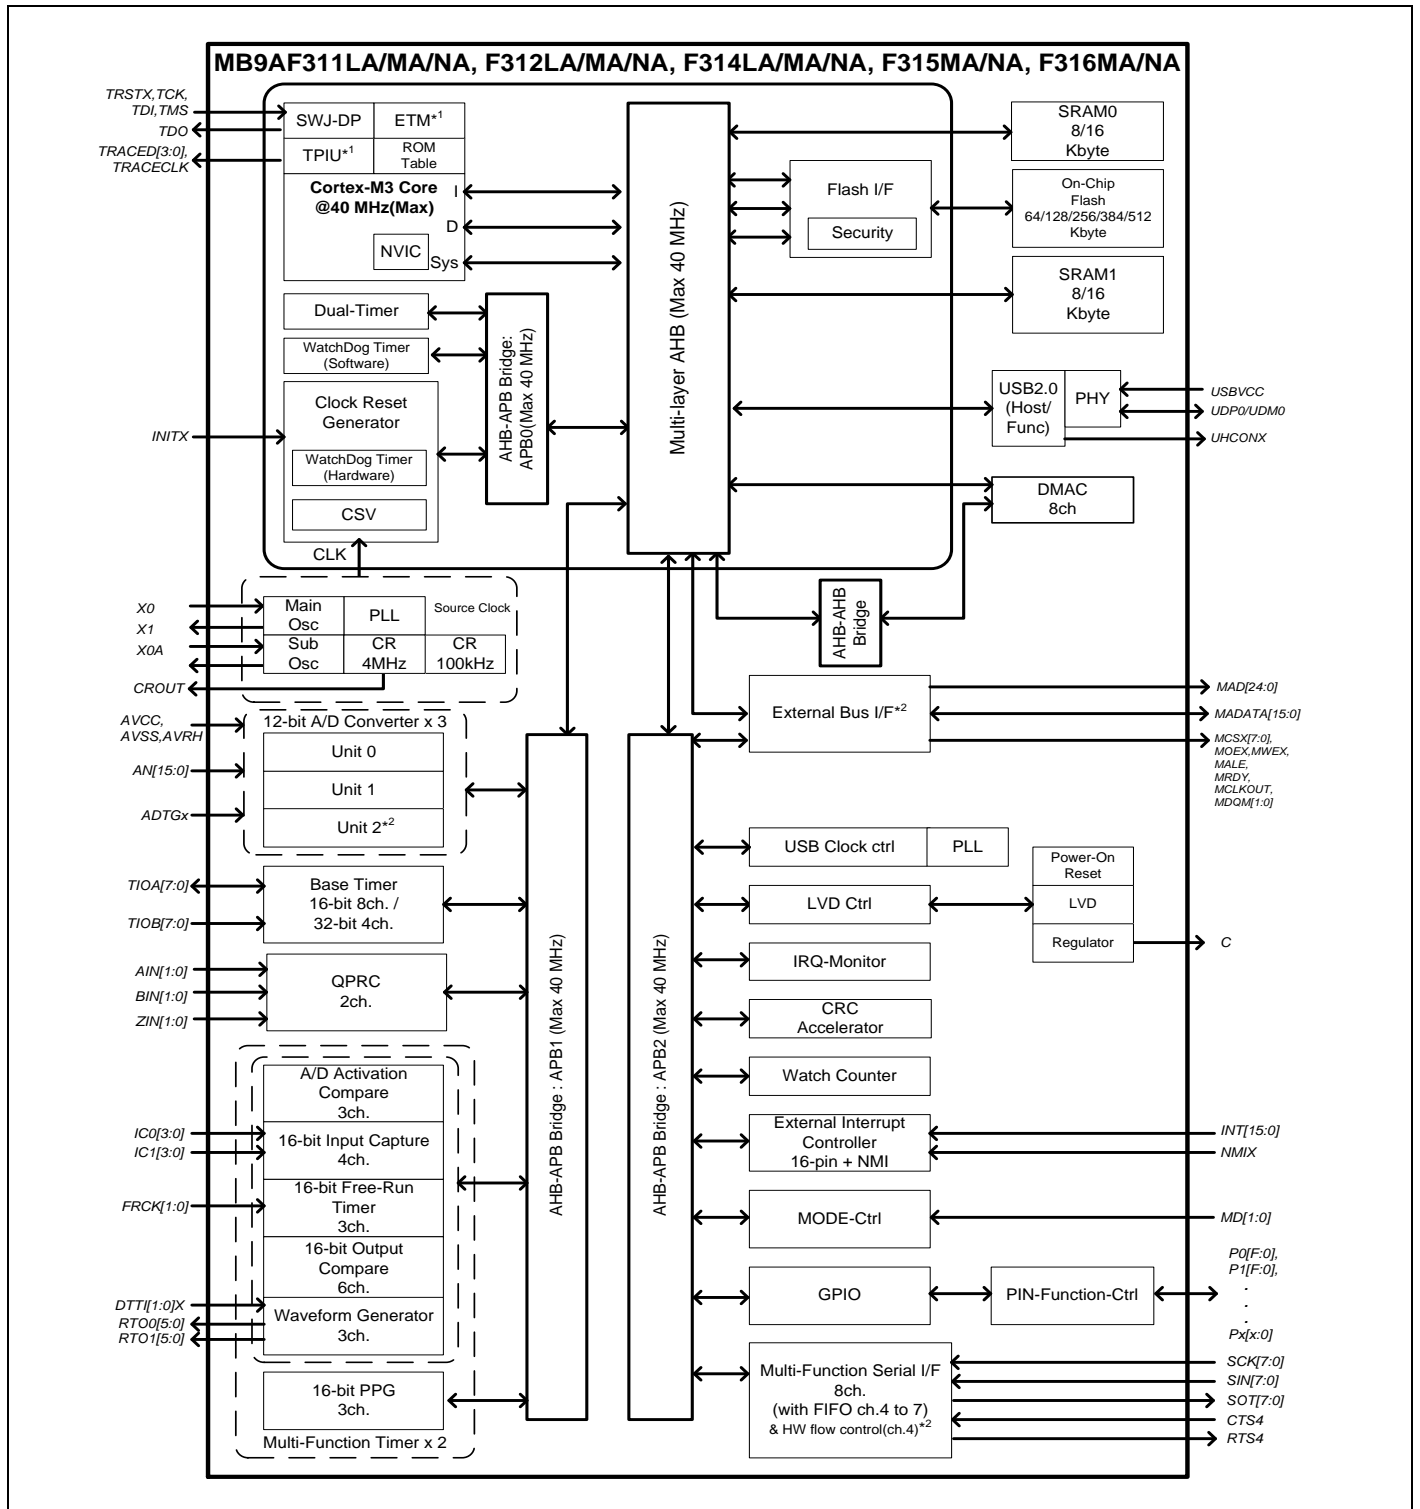 MB9AF311LA/MA/NA, F312LA/MA/NA, F314LA/MA/NA, F315MA/NA, F316MA/NA
TRSTX,TCK,
TDI,TMS
TDO
TRACED[3:0],
TRACECLK
SWJ-DP
ETM*1
TPIU*1
ROM
Table
Cortex-M3 Core
@40 MHz(Max)
I
D
NVIC
Sys
Multi-layer AHB (Max 40 MHz)
Flash I/F
Security
SRAM0
8/16
Kbyte
On-Chip
Flash
64/128/256/384/512
Kbyte
SRAM1
8/16
Kbyte
Dual-Timer
WatchDog Timer
(Software)
AHB-APB Bridge:
APB0(Max 40 MHz)
INITX
Clock Reset
Generator
WatchDog Timer
(Hardware)
CSV
CLK
USB2.0
(Host/
Func)
PHY
USBVCC
UDP0/UDM0
UHCONX
DMAC
8ch
AHB-AHB
Bridge
X0
X1
X0A
CROUT
Main
Osc
PLL
Source Clock
Sub
Osc
CR
4MHz
CR
100kHz
AVCC,
AVSS,AVRH
AN[15:0]
ADTGx
12-bit A/D Converter x 3
Unit 0
Unit 1
Unit 2*2
External Bus I/F*2
MAD[24:0]
MADATA[15:0]
MCSX[7:0],
MOEX,MWEX,
MALE,
MRDY,
MCLKOUT,
MDQM[1:0]
USB Clock ctrl
PLL
TIOA[7:0]
TIOB[7:0]
Base Timer
16-bit 8ch. /
32-bit 4ch.
LVD Ctrl
Power-On
Reset
LVD
Regulator
C
AIN[1:0]
BIN[1:0]
ZIN[1:0]
QPRC
2ch.
AHB-APB Bridge : APB1 (Max 40 MHz)
AHB-APB Bridge : APB2 (Max 40 MHz)
IRQ-Monitor
CRC
Accelerator
Watch Counter
A/D Activation
Compare
3ch.
IC0[3:0]
IC1[3:0]
16-bit Input Capture
4ch.
FRCK[1:0]
16-bit Free-Run
Timer
3ch.
16-bit Output
Compare
6ch.
DTTI[1:0]X
RTO0[5:0]
RTO1[5:0]
Waveform Generator
3ch.
16-bit PPG
3ch.
Multi-Function Timer x 2
External Interrupt
Controller
16-pin + NMI
INT[15:0]
NMIX
MODE-Ctrl
MD[1:0]
GPIO
PIN-Function-Ctrl
P0[F:0],
P1[F:0],
.
.
.
Px[x:0]
Multi-Function Serial I/F
8ch.
(with FIFO ch.4 to 7)
& HW flow control(ch.4)*2
SCK[7:0]
SIN[7:0]
SOT[7:0]
CTS4
RTS4